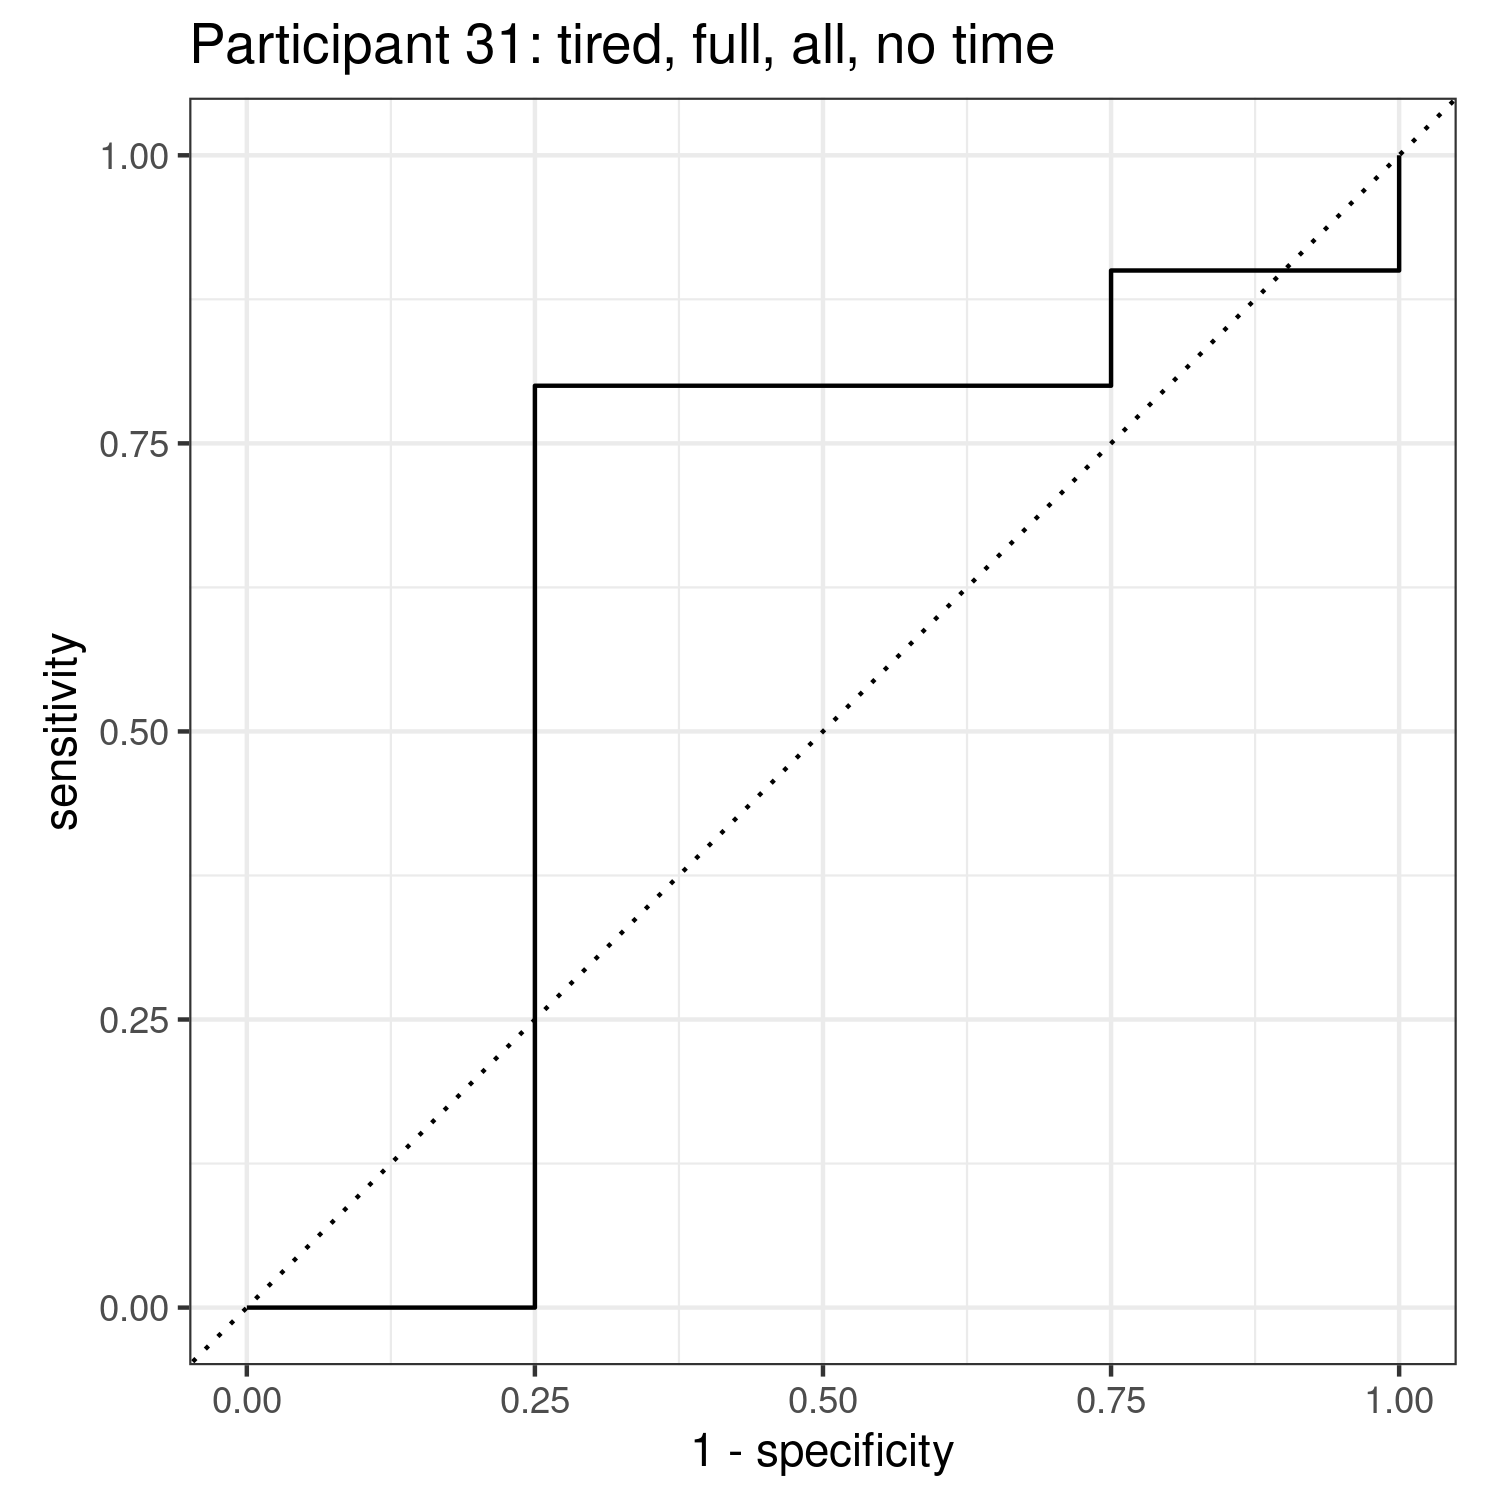 Participant 31: tired, full, all, no time
1.00
0.75
0.50
0.25
0.00
sensitivity
0.00 0.25 0.50 0.75 1.00
1 - specificity